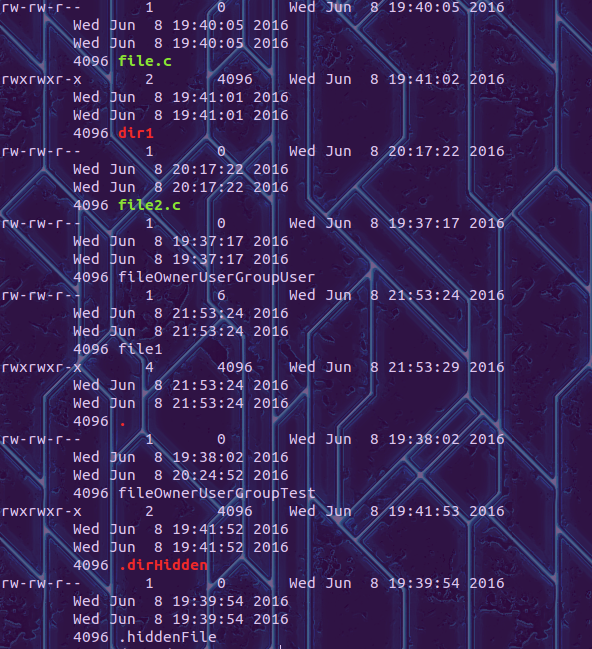 rw-rw-r-- 1 0 Wed Jun 8 19:40:05 2016
Wed Jun 8 19:40:05 2016
Wed Jun 8 19:40:05 2016
4096 file.c
rwxrwxr-x 2 4096 Wed Jun 8 19:41:02 2016
Wed Jun 8 19:41:01 2016
Wed Jun 8 19:41:01 2016
4096 dir1
rw-rw-r-- 1 0 Wed Jun 8 20:17:22 2016
Wed Jun 8 20:17:22 2016
Wed Jun 8 20:17:22 2016
4096 file2.c
rw-rw-r-- 1 0 Wed Jun 8 19:37:17 2016
Wed Jun 8 19:37:17 2016
Wed Jun 8 19:37:17 2016
4096 fileOwnerUserGroupUser
rw-rw-r-- 1 6 Wed Jun 8 21:53:24 2016
Wed Jun 8 21:53:24 2016
Wed Jun 8 21:53:24 2016
4096 file1
rwxrwxr-x 4 4096 Wed Jun 8 21:53:29 2016
Wed Jun 8 21:53:24 2016
Wed Jun 8 21:53:24 2016
4096 .
rw-rw-r-- 1 0 Wed Jun 8 19:38:02 2016
Wed Jun 8 19:38:02 2016
Wed Jun 8 20:24:52 2016
4096 fileOwnerUserGroupTest
rwxrwxr-x 2 4096 Wed Jun 8 19:41:53 2016
Wed Jun 8 19:41:52 2016
Wed Jun 8 19:41:52 2016
4096 .dirHidden
rw-rw-r-- 1 0 Wed Jun 8 19:39:54 2016
Wed Jun 8 19:39:54 2016
Wed Jun 8 19:39:54 2016
4096 .hiddenFile